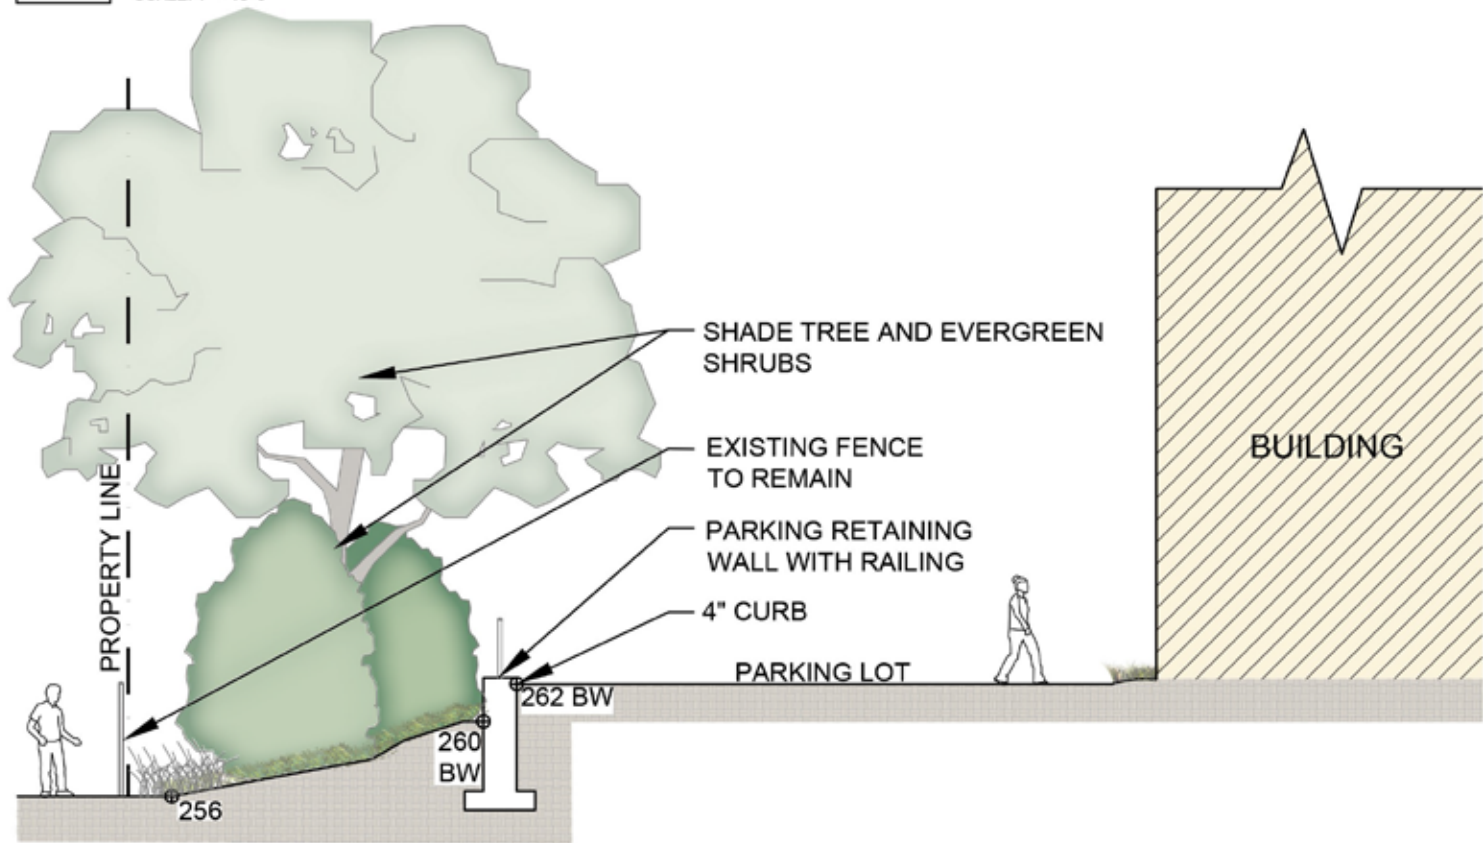 SHADE TREE AND EVERGREEN
SHRUBS
EXISTING FENCE
TO REMAIN
PARKING RETAINING
WALL WITH RAILING
4" CURB
PROPERTY LINE
BUILDING
PARKING LOT
262 BW
260
BW
256